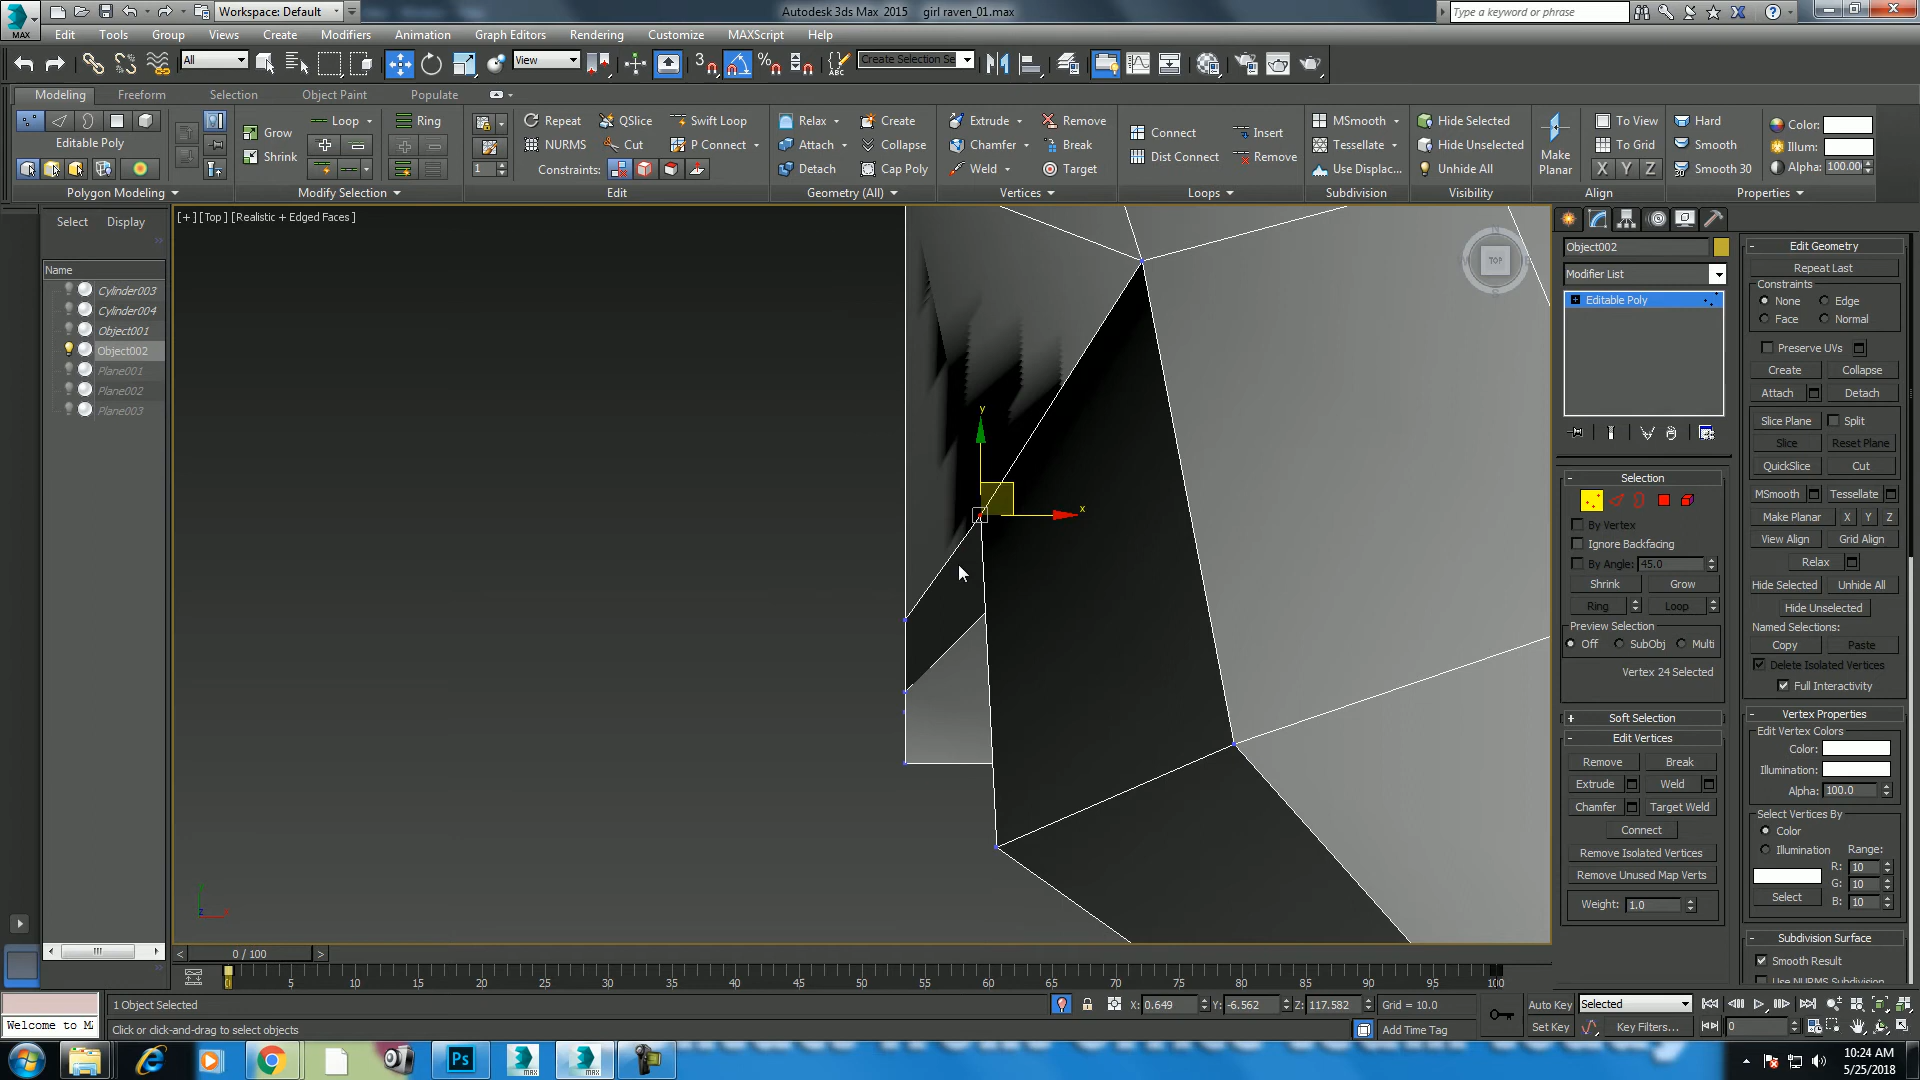 MAX
Workspace: Default
Autodesk 3ds Max 2015    girl raven_01.max
Type a keyword or phrase
Edit Tools Group Views Create Modifiers Animation Graph Editors Rendering Customize MAXScript Help
All View Create Selection Se
Modeling Freeform Selection Object Paint Populate
Loop Ring Repeat QSlice Swift Loop Relax Create Extrude Remove MSmooth Hide Selected To View Hard Color:
Editable Poly Grow NURMS Cut P Connect Attach Collapse Chamfer Break Connect Insert Tessellate Hide Unselected Make Planar To Grid Smooth Illum:
Shrink 1 Constraints: Detach Cap Poly Weld Target Dist Connect Remove Use Displac... Unhide All X Y Z Smooth 30 Alpha: 100.00
Polygon Modeling Modify Selection Edit Geometry (All) Vertices Loops Subdivision Visibility Align Properties
Select Display
Name
Cylinder003
Cylinder004
Object001
Object002
Plane001
Plane002
Plane003
[+] [Top] [Realistic + Edged Faces]
TOP
y
x
Object002
Modifier List
Editable Poly
Selection
By Vertex
Ignore Backfacing
By Angle: 45.0
Shrink Grow
Ring Loop
Preview Selection
Off SubObj Multi
Vertex 24 Selected
Soft Selection
Edit Vertices
Remove Break
Extrude Weld
Chamfer Target Weld
Connect
Remove Isolated Vertices
Remove Unused Map Verts
Weight: 1.0
Edit Geometry
Repeat Last
Constraints
None Edge
Face Normal
Preserve UVs
Create Collapse
Attach Detach
Slice Plane Split
Slice Reset Plane
QuickSlice Cut
MSmooth Tessellate
Make Planar X Y Z
View Align Grid Align
Relax
Hide Selected Unhide All
Hide Unselected
Named Selections:
Copy Paste
Delete Isolated Vertices
Full Interactivity
Vertex Properties
Edit Vertex Colors
Color:
Illumination:
Alpha: 100.0
Select Vertices By
Color
Illumination Range:
R: 10
G: 10
Select B: 10
Subdivision Surface
Smooth Result
Use NURMS Subdivision
0 / 100
5 10 15 20 25 30 35 40 45 50 55 60 65 70 75 80 85 90 95 100
1 Object Selected X: 0.649 Y: -6.562 Z: 117.582 Grid = 10.0 Auto Key Selected
Welcome to M Click or click-and-drag to select objects Add Time Tag Set Key Key Filters... 0
Ps MAX MAX
10:24 AM
5/25/2018